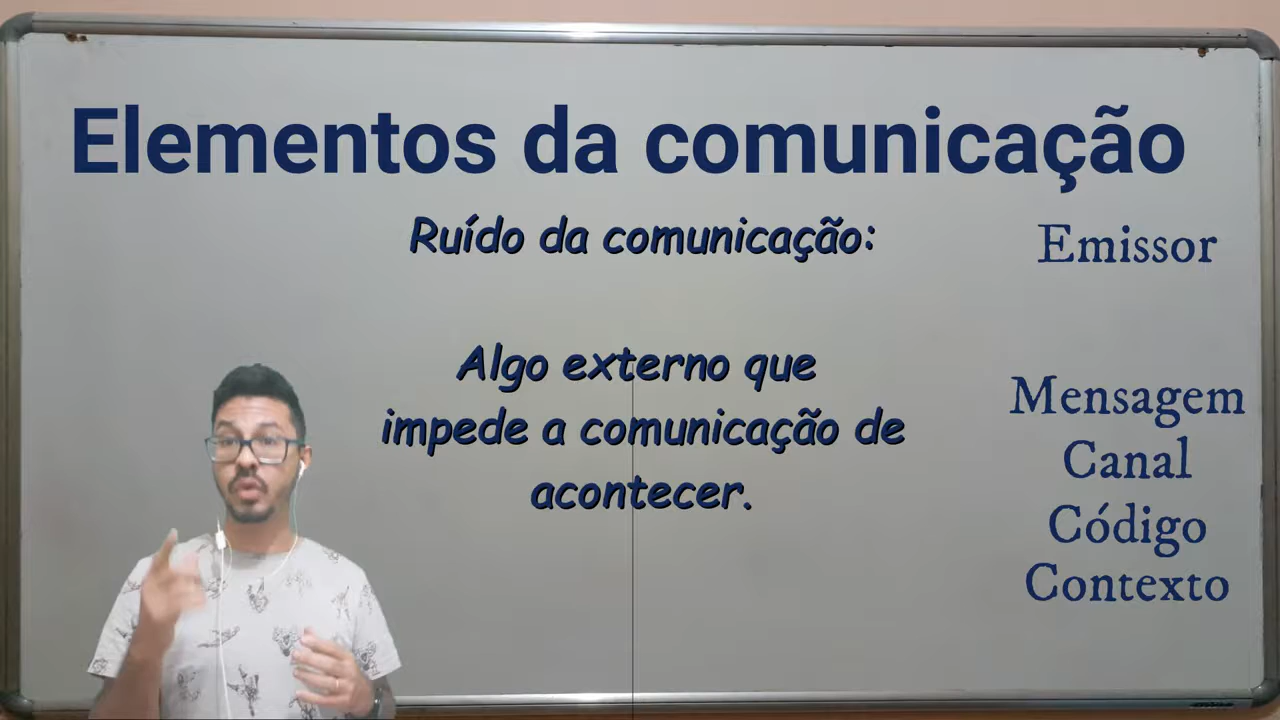 Elementos da comunicação
Ruído da comunicação:
Algo externo que
impede a comunicação de
acontecer.
Emissor
Mensagem
Canal
Código
Contexto